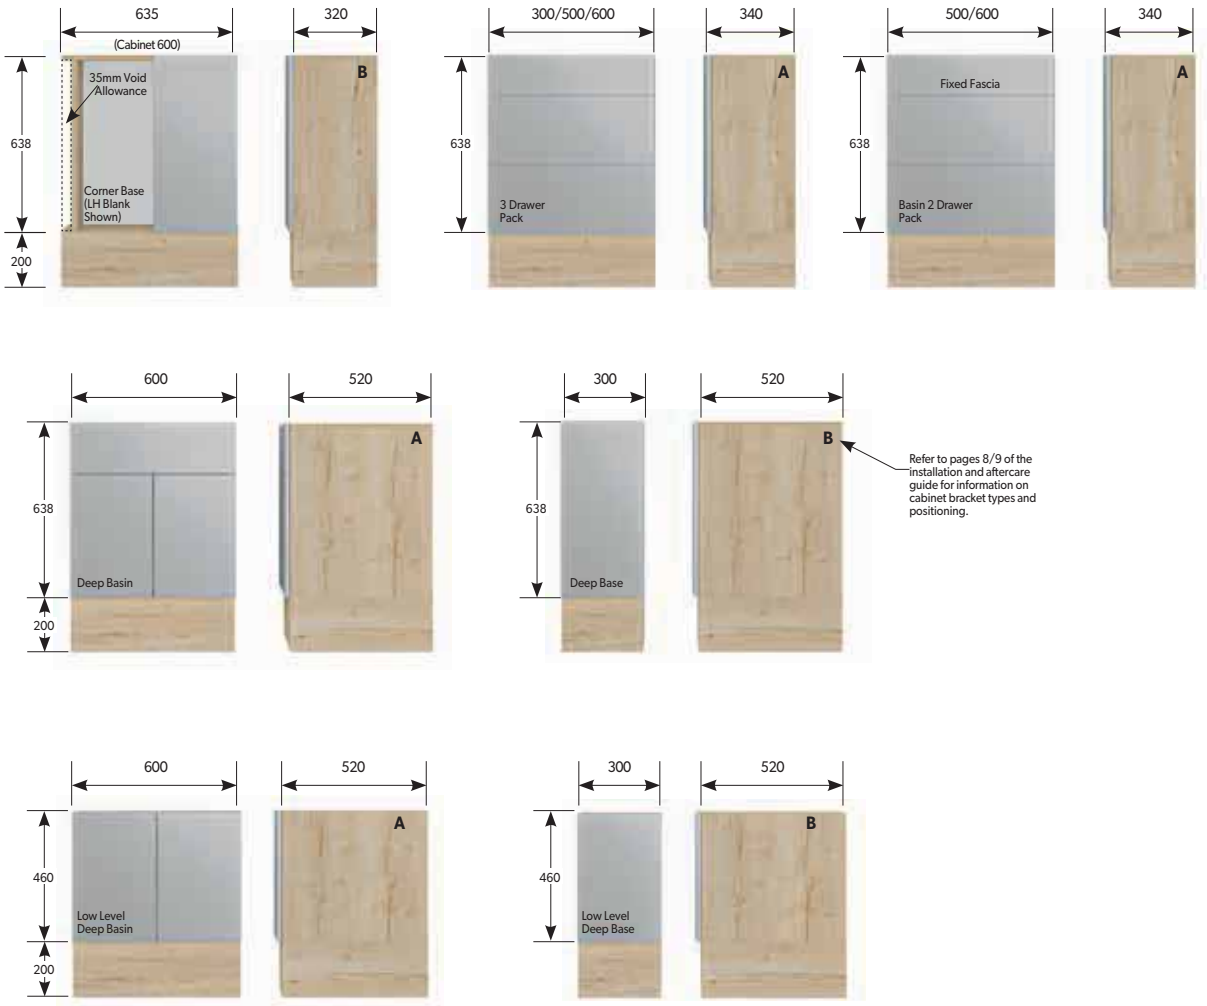 635
(Cabinet 600)
320
35mm Void
Allowance
B
638
Corner Base
(LH Blank
Shown)
200
300/500/600
340
A
638
3 Drawer
Pack
500/600
340
Fixed Fascia
A
638
Basin 2 Drawer
Pack
600
520
A
638
Deep Basin
200
300
520
B
638
Deep Base
Refer to pages 8/9 of the
installation and aftercare
guide for information on
cabinet bracket types and
positioning.
600
520
A
460
Low Level
Deep Basin
200
300
520
B
460
Low Level
Deep Base